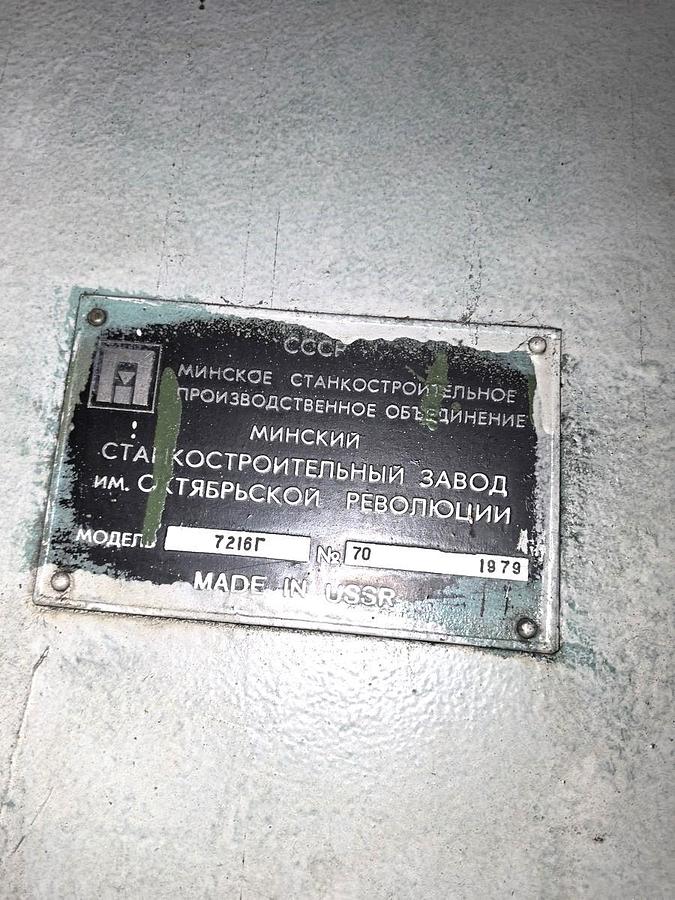 СССР
МИНСКОЕ СТАНКОСТРОИТЕЛЬНОЕ
ПРОИЗВОДСТВЕННОЕ ОБЪЕДИНЕНИЕ
МИНСКИЙ
СТАНКОСТРОИТЕЛЬНЫЙ ЗАВОД
ИМ. ОКТЯБРЬСКОЙ РЕВОЛЮЦИИ
МОДЕЛЬ 7216Г № 70 1979
MADE IN USSR